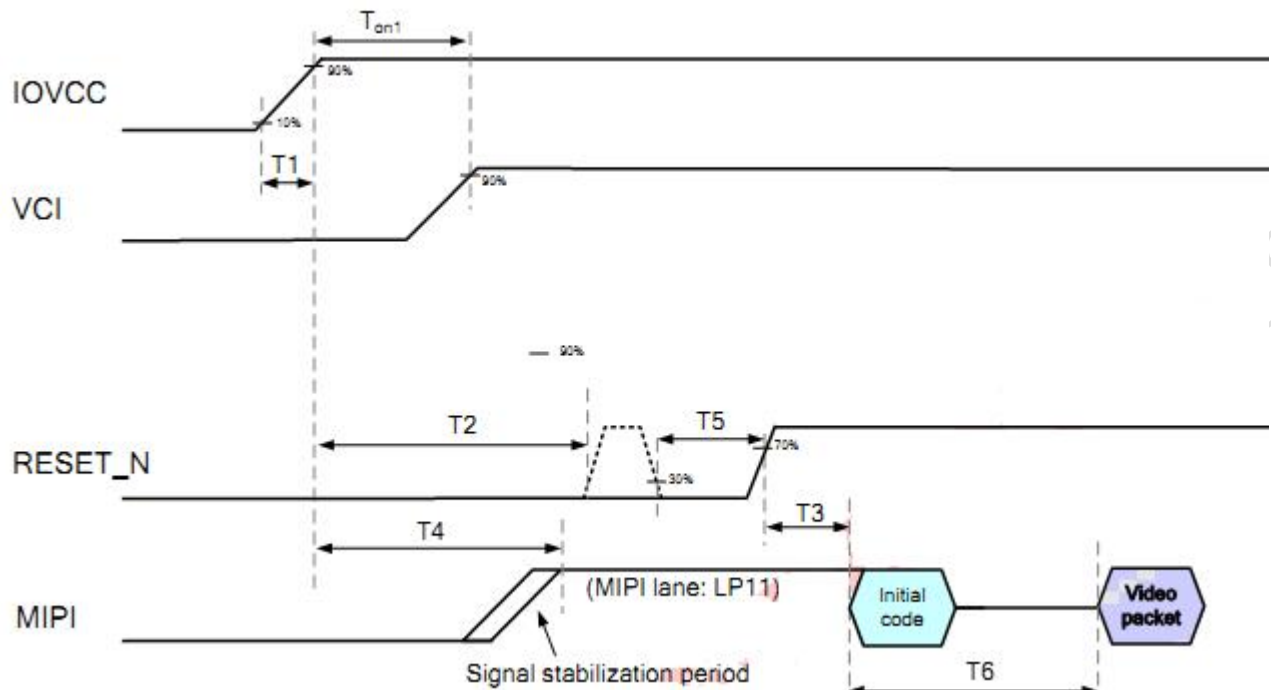 T_on1
90%
IOVCC
10%
T1
90%
VCI
90%
T2
T5
70%
RESET_N
30%
T3
T4
(MIPI lane: LP11)
Initial
code
Video
packet
MIPI
Signal stabilization period
T6